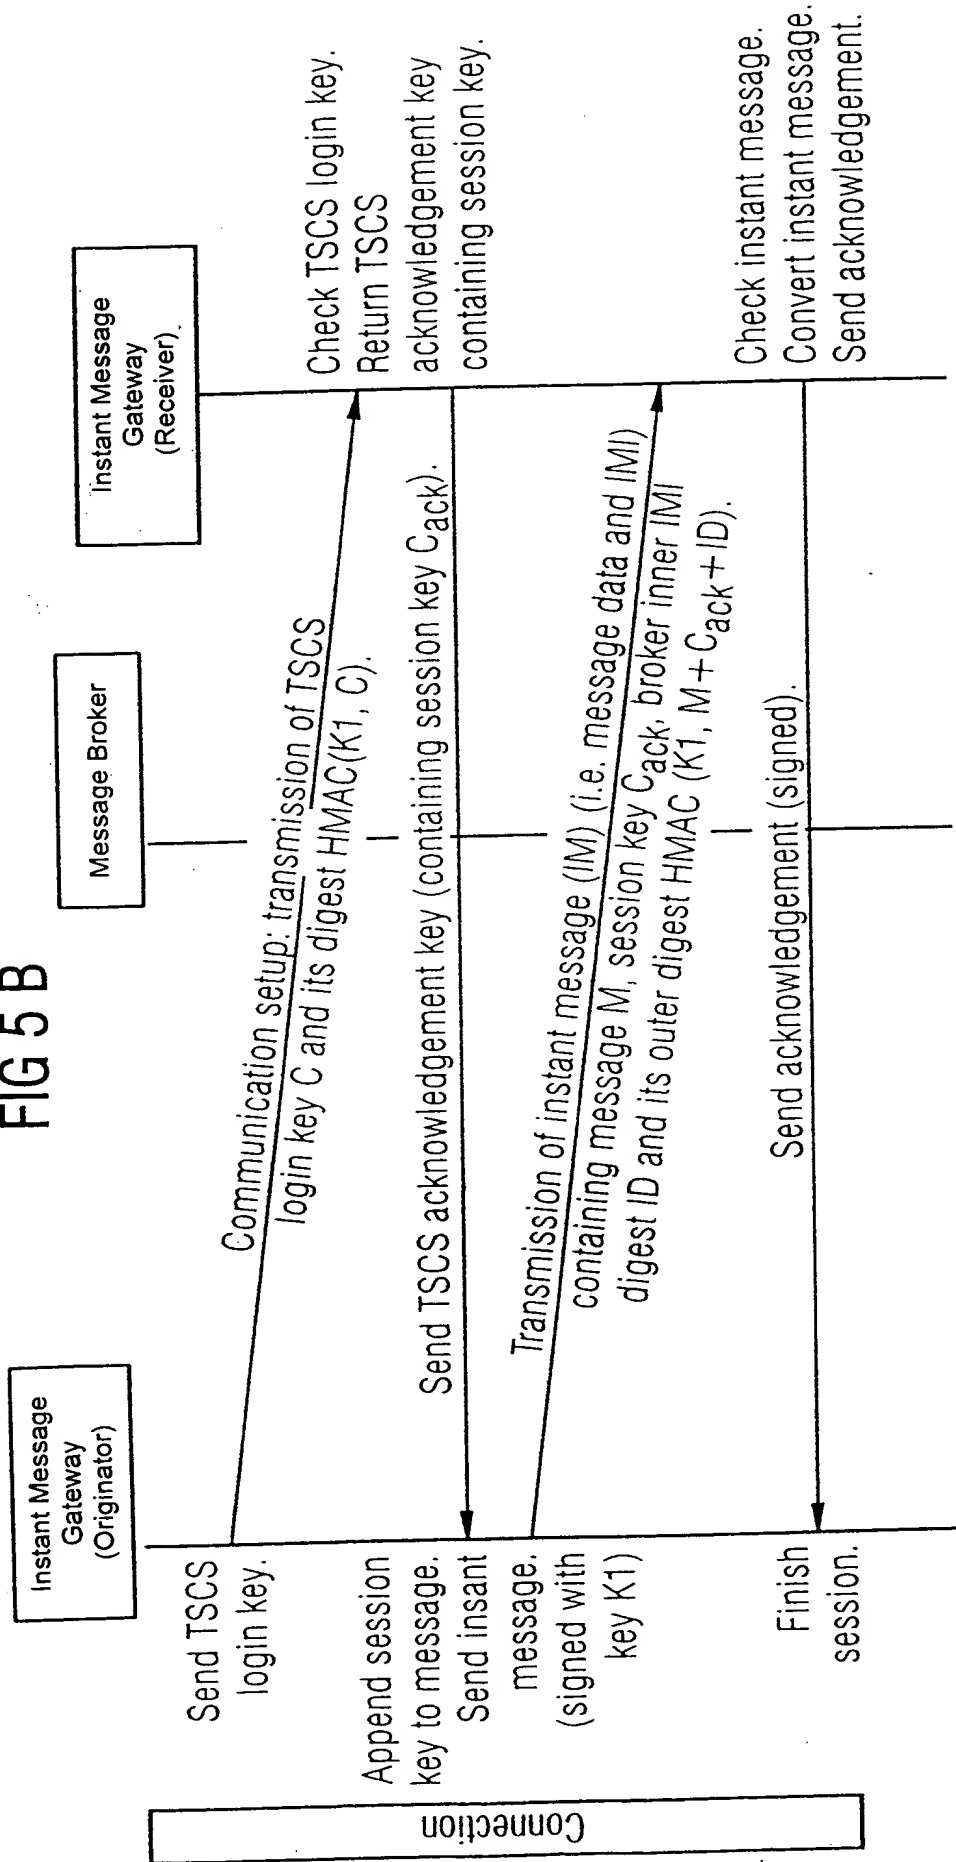 FIG 5 B
Instant Message
Gateway
(Originator)
Message Broker
Instant Message
Gateway
(Receiver)
Connection
Send TSCS
login key.
Communication setup: transmission of TSCS
login key C and its digest HMAC(K1, C).
Check TSCS login key.
Return TSCS
acknowledgement key
containing session key.
Send TSCS acknowledgement key (containing session key Cack).
Append session
key to message.
Send insant
message.
(signed with
key K1)
Transmission of instant message (IM) (i.e. message data and IMI)
containing message M, session key Cack, broker inner IMI
digest ID and its outer digest HMAC (K1, M+Cack+ID).
Check instant message.
Convert instant message.
Send acknowledgement.
Send acknowledgement (signed).
Finish
session.